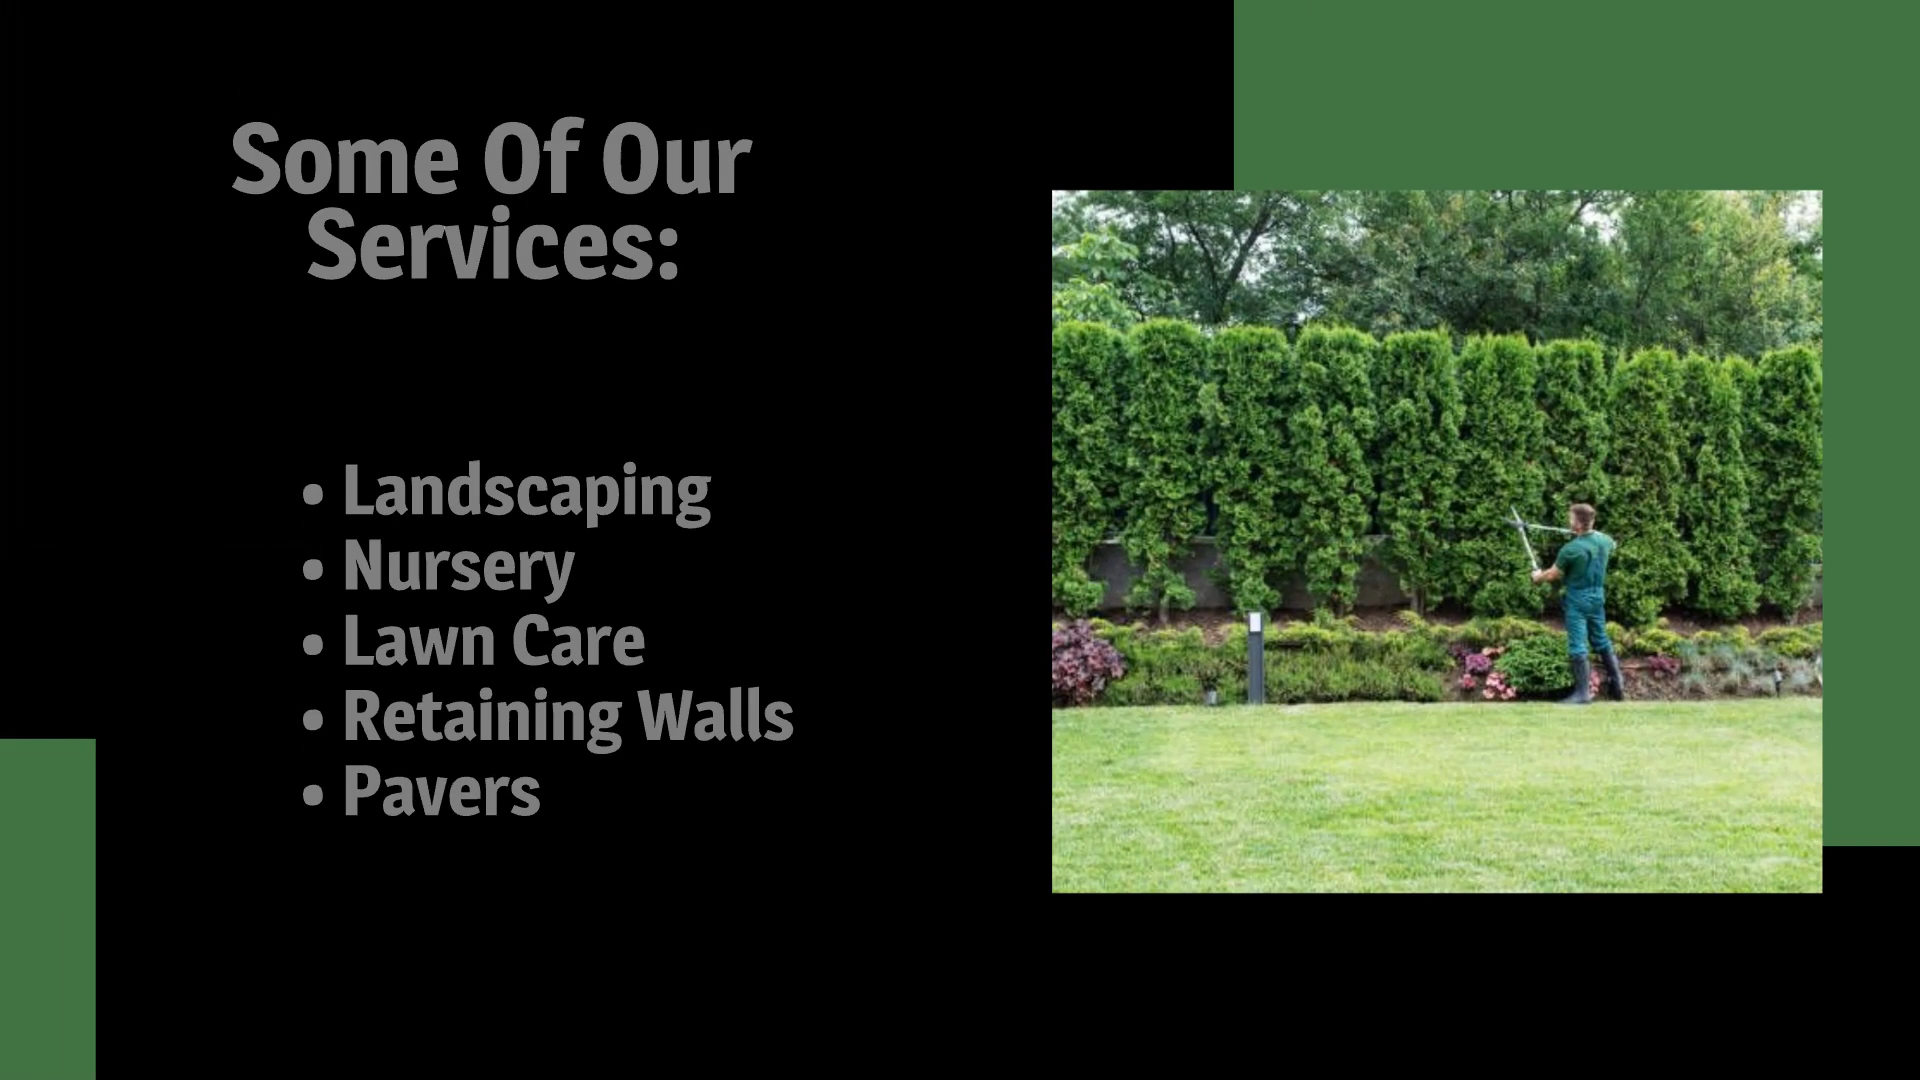 Some Of Our
Services:
• Landscaping
• Nursery
• Lawn Care
• Retaining Walls
• Pavers